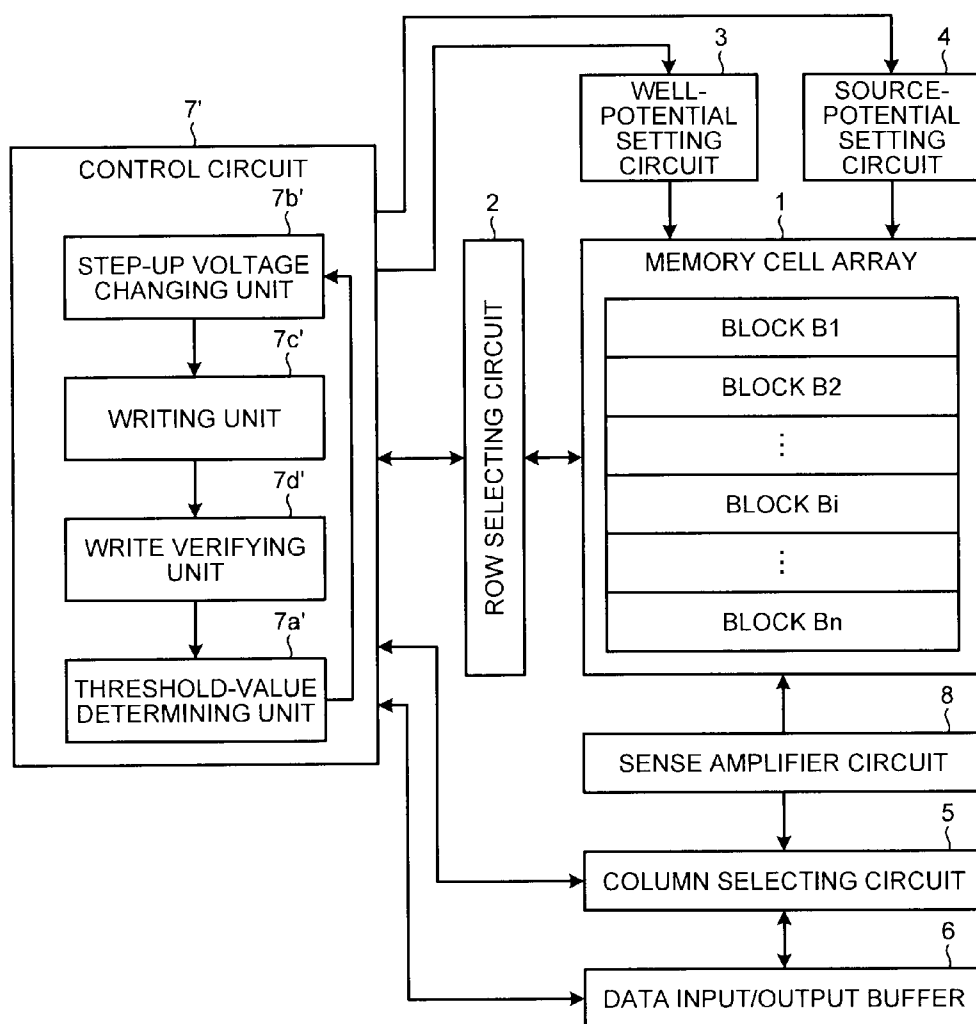 3
4
WELL-
POTENTIAL
SETTING
CIRCUIT
SOURCE-
POTENTIAL
SETTING
CIRCUIT
7'
CONTROL CIRCUIT
7b'
STEP-UP VOLTAGE
CHANGING UNIT
7c'
WRITING UNIT
7d'
WRITE VERIFYING
UNIT
7a'
THRESHOLD-VALUE
DETERMINING UNIT
2
ROW SELECTING CIRCUIT
1
MEMORY CELL ARRAY
BLOCK B1
BLOCK B2
⋮
BLOCK Bi
⋮
BLOCK Bn
8
SENSE AMPLIFIER CIRCUIT
5
COLUMN SELECTING CIRCUIT
6
DATA INPUT/OUTPUT BUFFER